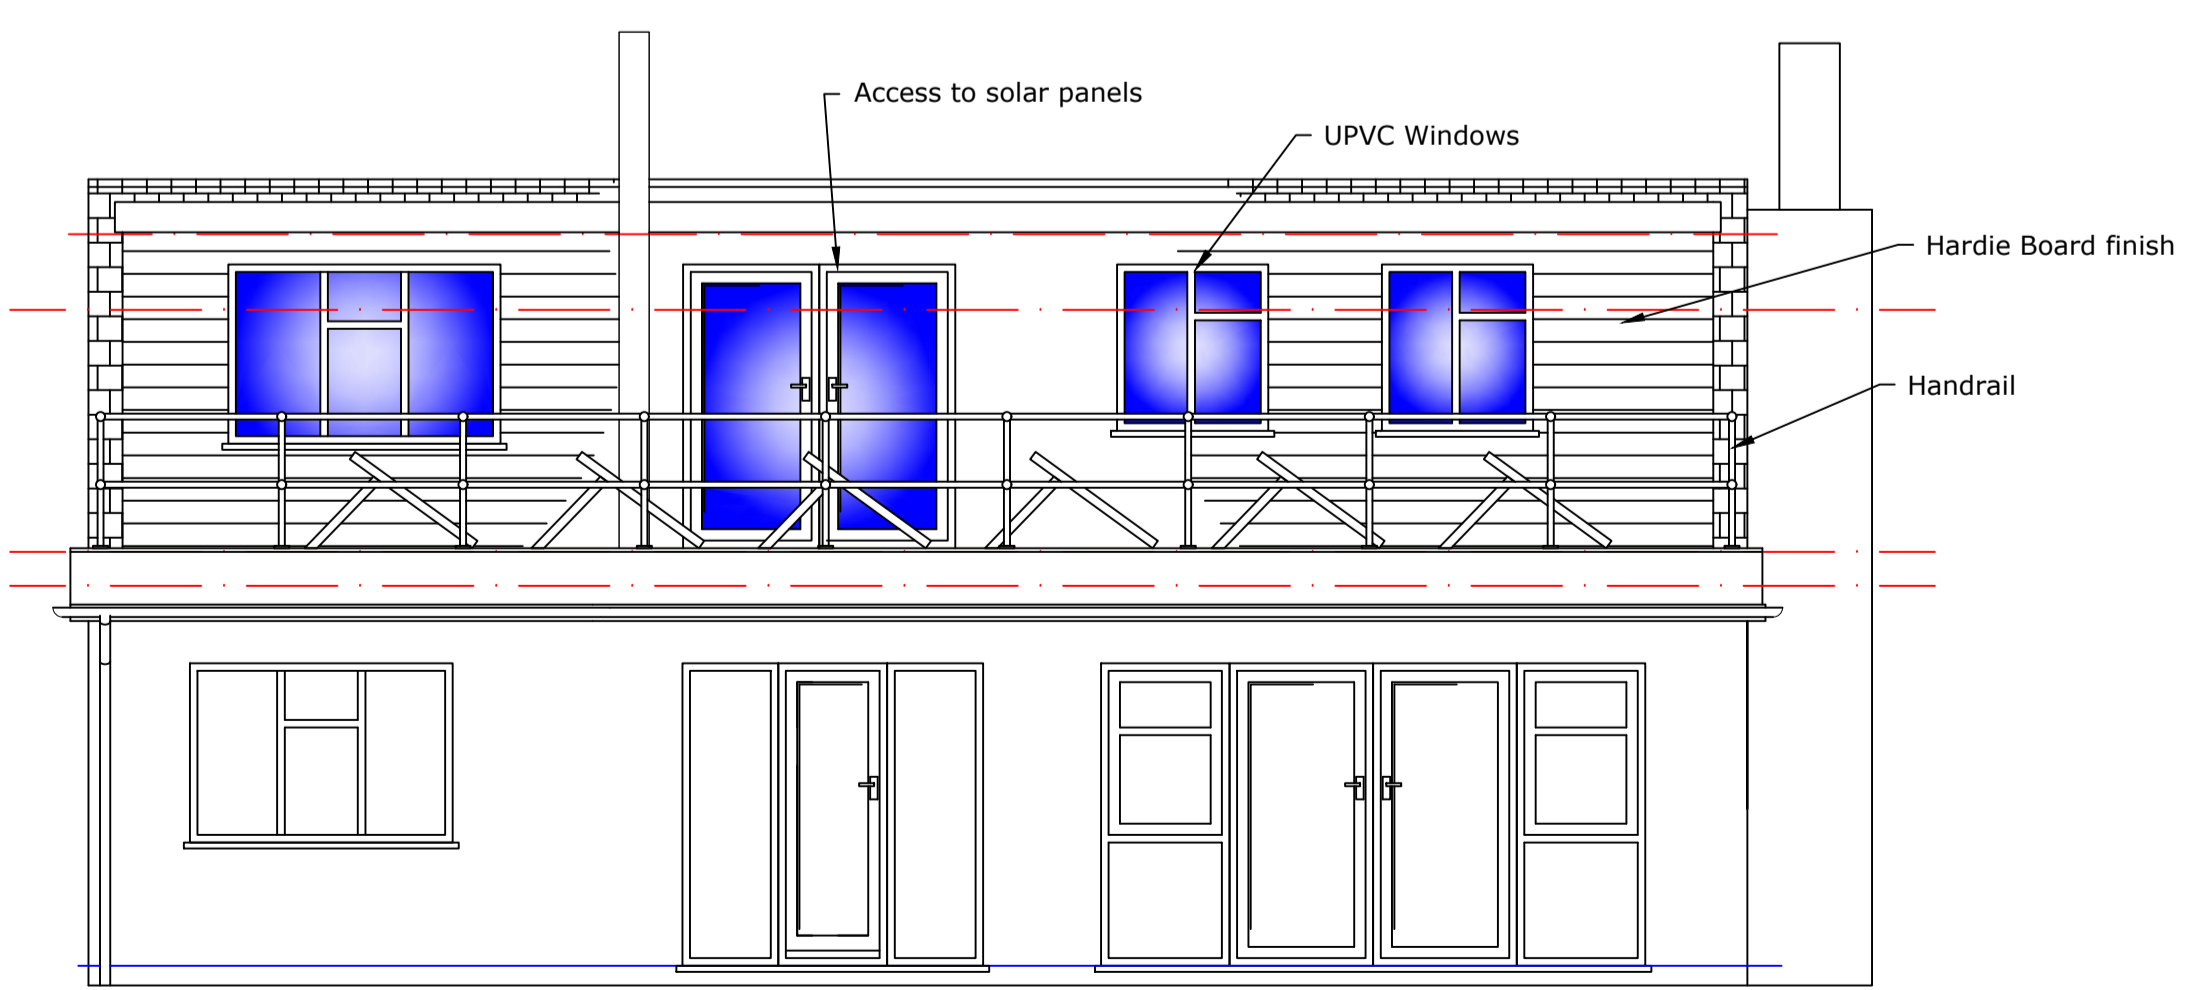 Access to solar panels
UPVC Windows
Hardie Board finish
Handrail